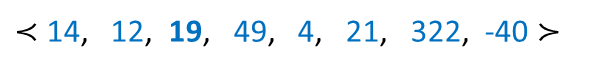 ≺ 14, 12, 19, 49, 4, 21, 322, -40 ≻